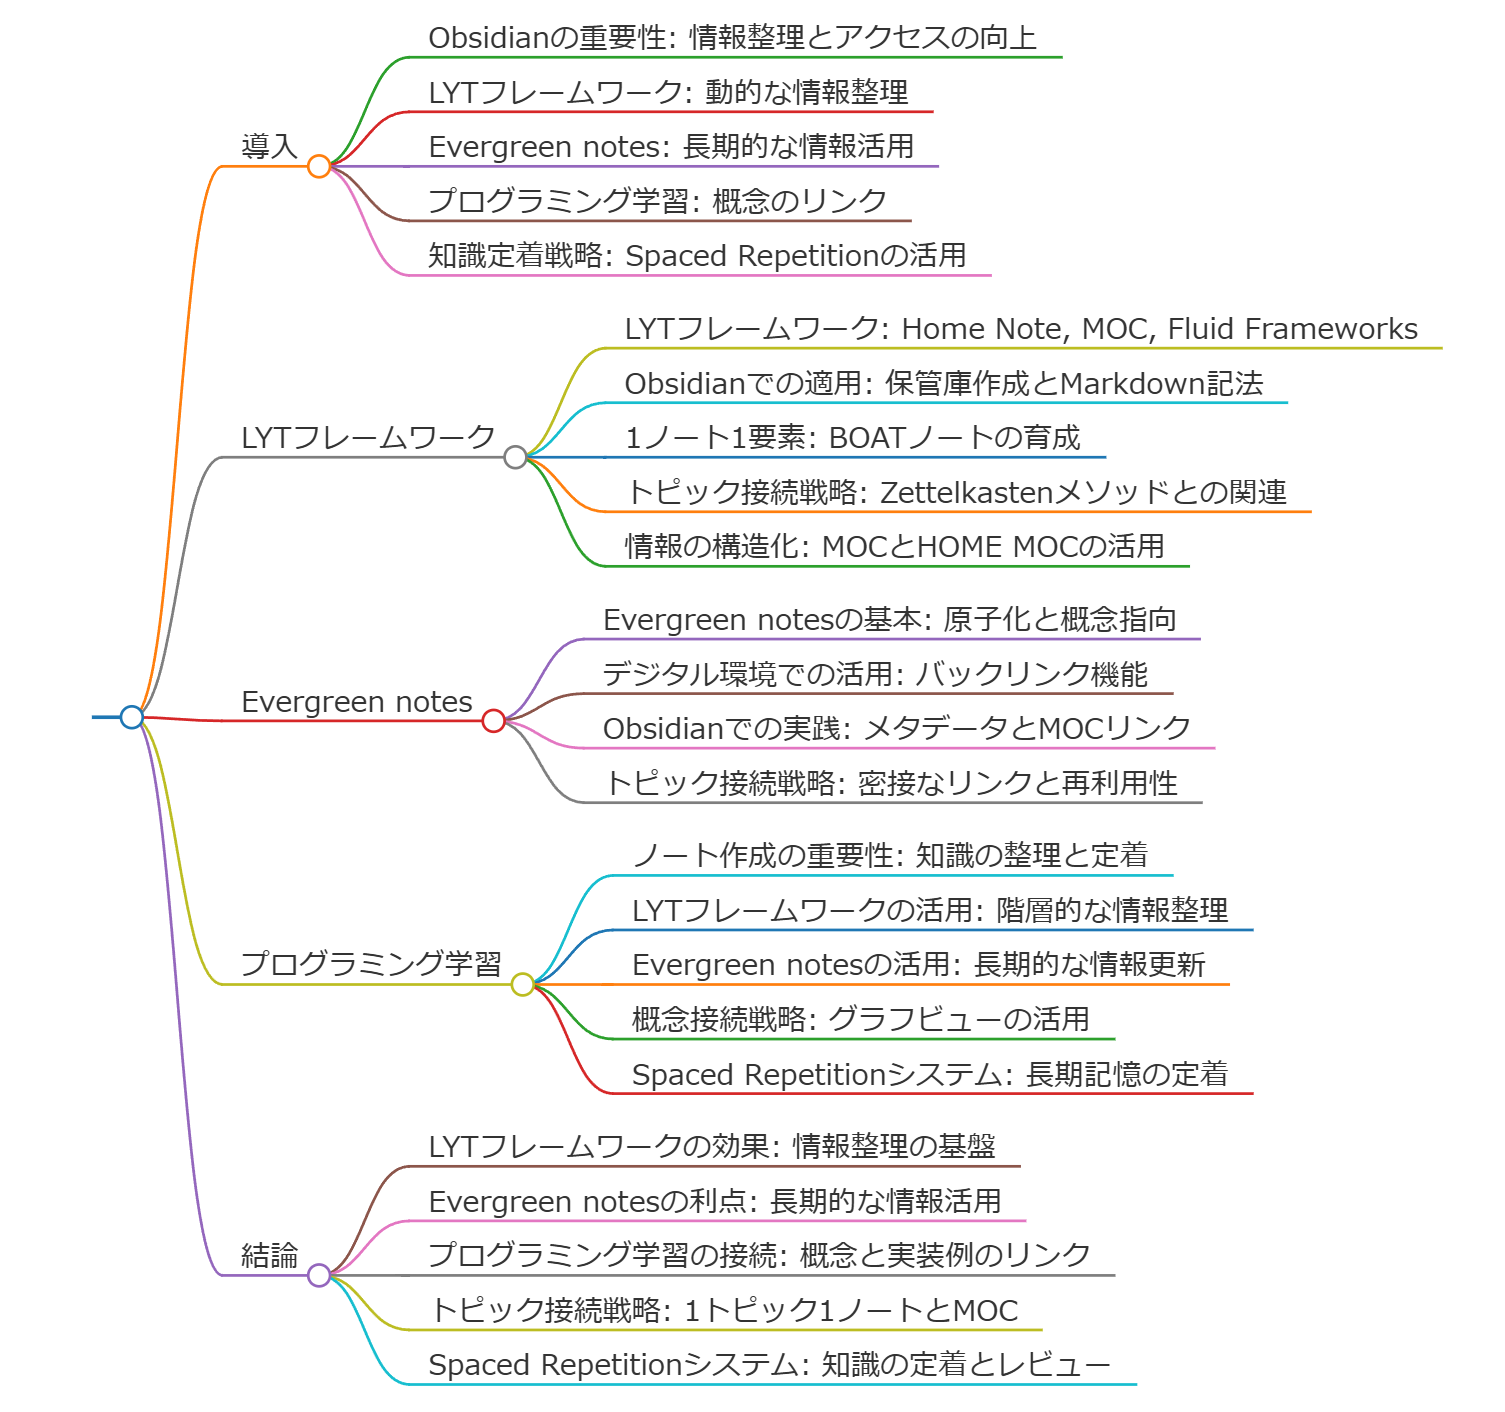 導入
Obsidianの重要性: 情報整理とアクセスの向上
LYTフレームワーク: 動的な情報整理
Evergreen notes: 長期的な情報活用
プログラミング学習: 概念のリンク
知識定着戦略: Spaced Repetitionの活用
LYTフレームワーク
LYTフレームワーク: Home Note, MOC, Fluid Frameworks
Obsidianでの適用: 保管庫作成とMarkdown記法
1ノート1要素: BOATノートの育成
トピック接続戦略: Zettelkastenメソッドとの関連
情報の構造化: MOCとHOME MOCの活用
Evergreen notes
Evergreen notesの基本: 原子化と概念指向
デジタル環境での活用: バックリンク機能
Obsidianでの実践: メタデータとMOCリンク
トピック接続戦略: 密接なリンクと再利用性
プログラミング学習
ノート作成の重要性: 知識の整理と定着
LYTフレームワークの活用: 階層的な情報整理
Evergreen notesの活用: 長期的な情報更新
概念接続戦略: グラフビューの活用
Spaced Repetitionシステム: 長期記憶の定着
結論
LYTフレームワークの効果: 情報整理の基盤
Evergreen notesの利点: 長期的な情報活用
プログラミング学習の接続: 概念と実装例のリンク
トピック接続戦略: 1トピック1ノートとMOC
Spaced Repetitionシステム: 知識の定着とレビュー